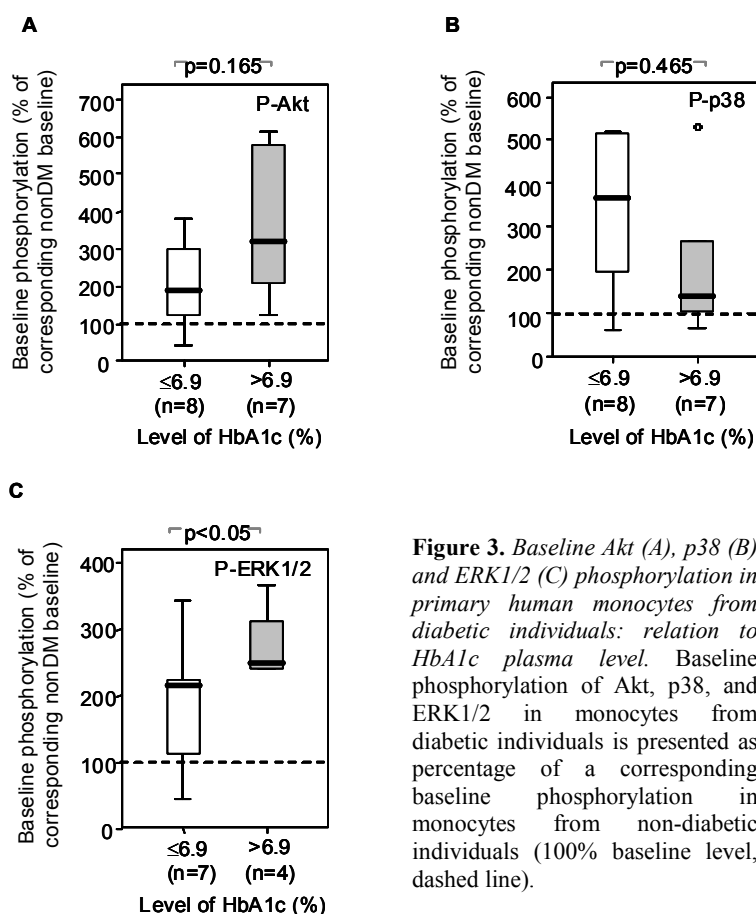 A
p=0.165
P-Akt
Baseline phosphorylation (% of
corresponding nonDM baseline)
700
600
500
400
300
200
100
0
≤6.9
(n=8)
>6.9
(n=7)
Level of HbA1c (%)
B
p=0.465
P-p38
Baseline phosphorylation (% of
corresponding nonDM baseline)
600
500
400
300
200
100
0
≤6.9
(n=8)
>6.9
(n=7)
Level of HbA1c (%)
C
p<0.05
P-ERK1/2
Baseline phosphorylation (% of
corresponding nonDM baseline)
400
300
200
100
0
≤6.9
(n=7)
>6.9
(n=4)
Level of HbA1c (%)
Figure 3. Baseline Akt (A), p38 (B)
and ERK1/2 (C) phosphorylation in
primary human monocytes from
diabetic individuals: relation to
HbA1c plasma level. Baseline
phosphorylation of Akt, p38, and
ERK1/2 in monocytes from
diabetic individuals is presented as
percentage of a corresponding
baseline phosphorylation in
monocytes from non-diabetic
individuals (100% baseline level,
dashed line).